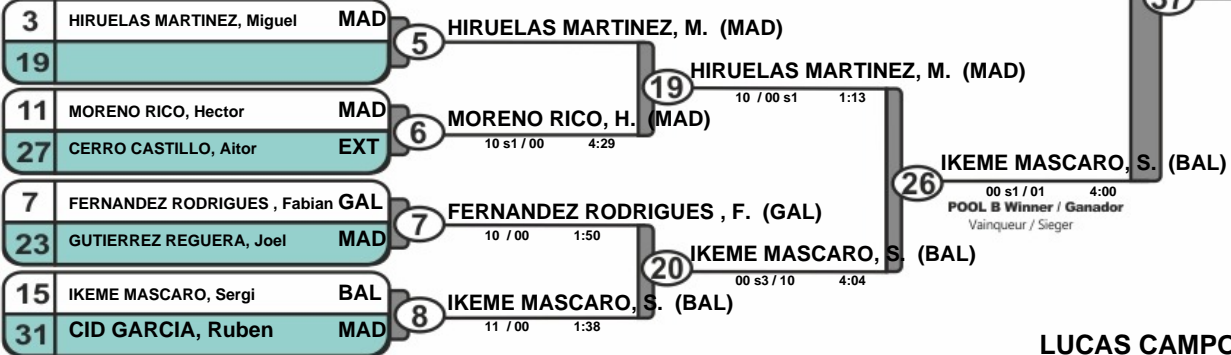 3 HIRUELAS MARTINEZ, Miguel MAD
19
5 HIRUELAS MARTINEZ, M. (MAD)
11 MORENO RICO, Hector MAD
27 CERRO CASTILLO, Aitor EXT
6 MORENO RICO, H. (MAD)
10 s1 / 00 4:29
19 HIRUELAS MARTINEZ, M. (MAD)
10 / 00 s1 1:13
7 FERNANDEZ RODRIGUES , Fabian GAL
23 GUTIERREZ REGUERA, Joel MAD
7 FERNANDEZ RODRIGUES , F. (GAL)
10 / 00 1:50
15 IKEME MASCARO, Sergi BAL
31 CID GARCIA, Ruben MAD
8 IKEME MASCARO, S. (BAL)
11 / 00 1:38
20 IKEME MASCARO, S. (BAL)
00 s3 / 10 4:04
26 IKEME MASCARO, S. (BAL)
00 s1 / 01 4:00
POOL B Winner / Ganador
Vainqueur / Sieger
37
LUCAS CAMPO